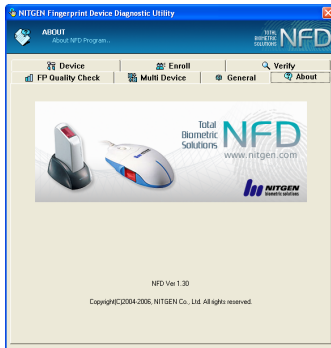 NITGEN Fingerprint Device Diagnostic Utility
ABOUT
About NFD Program..
TOTAL
BIOMETRIC
SOLUTIONS
NFD
Device
Enroll
Verify
FP Quality Check
Multi Device
General
About
Total
Biometric
Solutions
NFD
www.nitgen.com
NITGEN
biometric solutions
NFD Ver 1.30
Copyright(C)2004-2006, NITGEN Co., Ltd. All rights reserved.